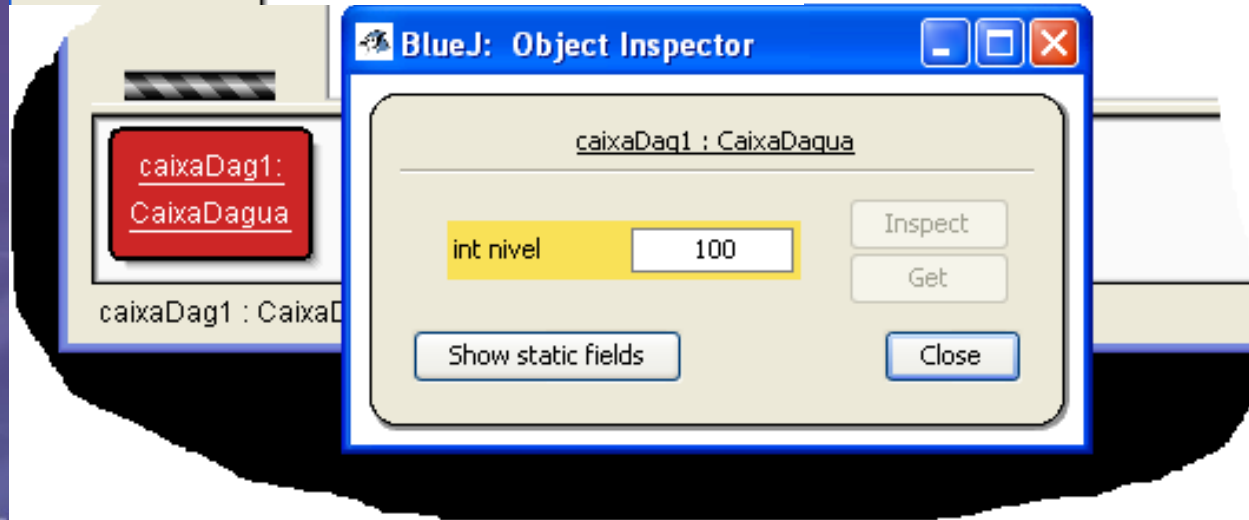 BlueJ: Object Inspector
caixaDag1 : CaixaDagua
caixaDag1:
CaixaDagua
int nivel 100
Inspect
Get
caixaDag1 : CaixaD
Show static fields
Close